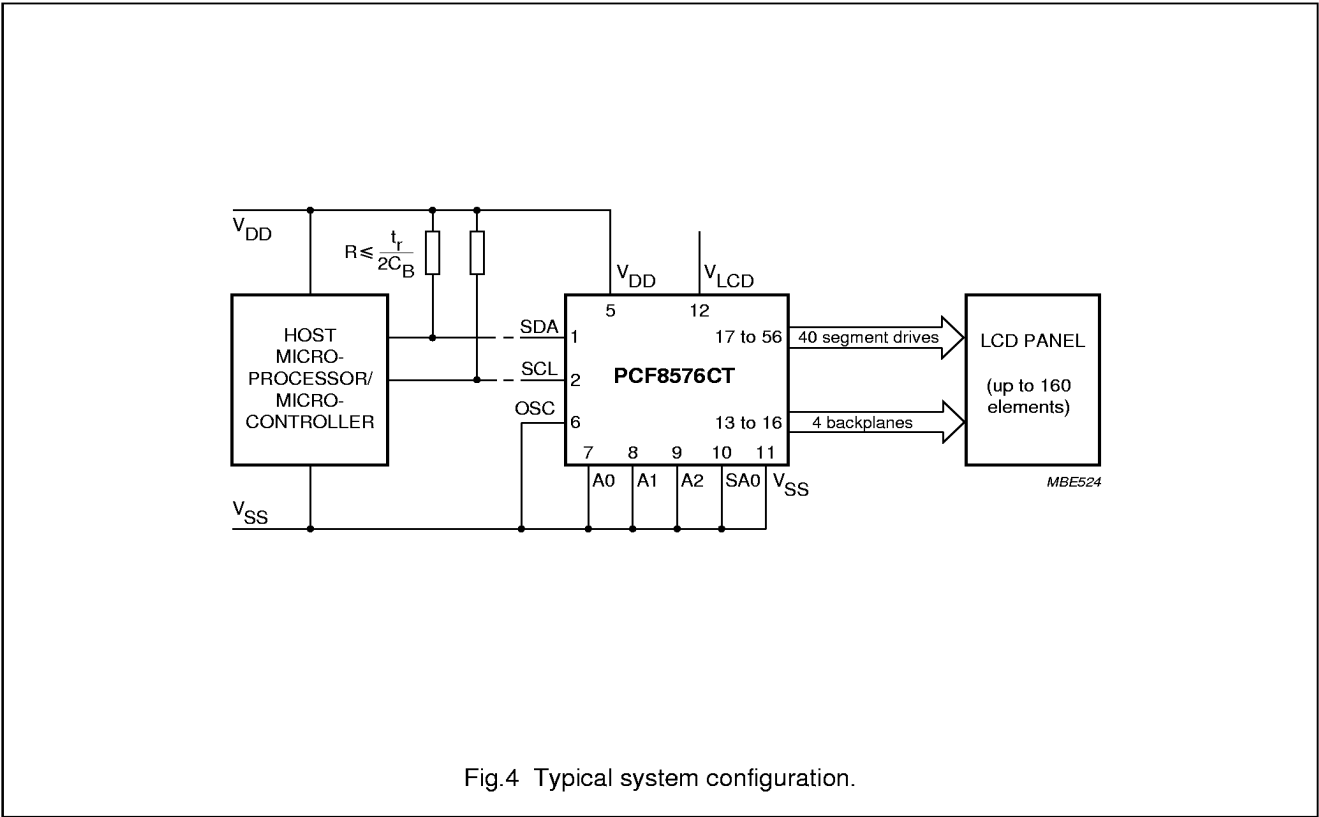 VDD
R ≤ tr
2CB
VDD
VLCD
HOST
MICRO-
PROCESSOR/
MICRO-
CONTROLLER
SDA
SCL
OSC
5
12
1
2
6
17 to 56
PCF8576CT
13 to 16
7 8 9 10 11
A0 A1 A2 SA0 VSS
40 segment drives
4 backplanes
LCD PANEL
(up to 160
elements)
MBE524
VSS
Fig.4 Typical system configuration.